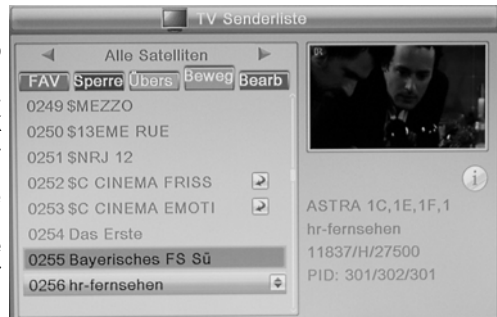 TV Senderliste
Alle Satelliten
FAV Sperre Übers Beweg Bearb
0249 $MEZZO
0250 $13EME RUE
0251 $NRJ 12
0252 $C CINEMA FRISS
0253 $C CINEMA EMOTI
0254 Das Erste
0255 Bayerisches FS Sü
0256 hr-fernsehen
ASTRA 1C,1E,1F,1
hr-fernsehen
11837/H/27500
PID: 301/302/301